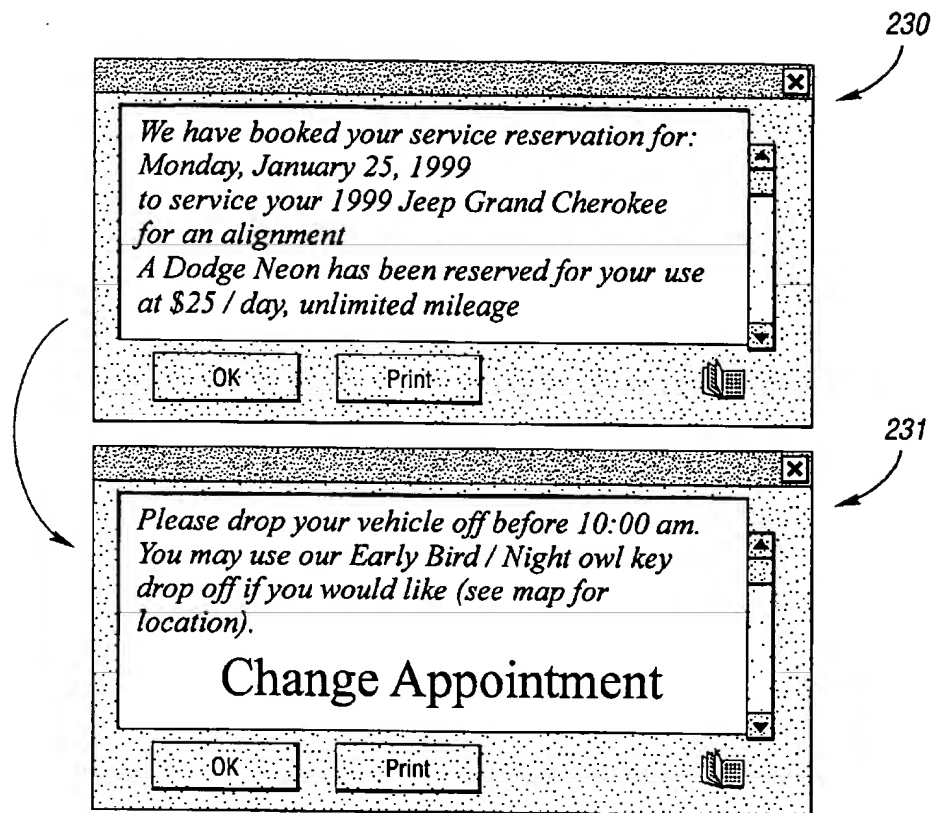 230
We have booked your service reservation for:
Monday, January 25, 1999
to service your 1999 Jeep Grand Cherokee
for an alignment
A Dodge Neon has been reserved for your use
at $25 / day, unlimited mileage
OK Print
231
Please drop your vehicle off before 10:00 am.
You may use our Early Bird / Night owl key
drop off if you would like (see map for
location).
Change Appointment
OK Print